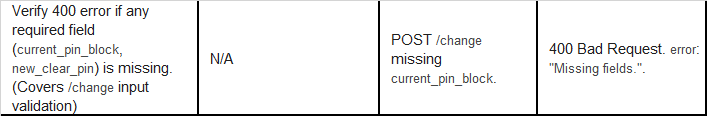 Verify 400 error if any
required field
(current_pin_block,
new_clear_pin) is missing.
(Covers /change input
validation)
N/A
POST /change
missing
current_pin_block.
400 Bad Request. error:
"Missing fields.".